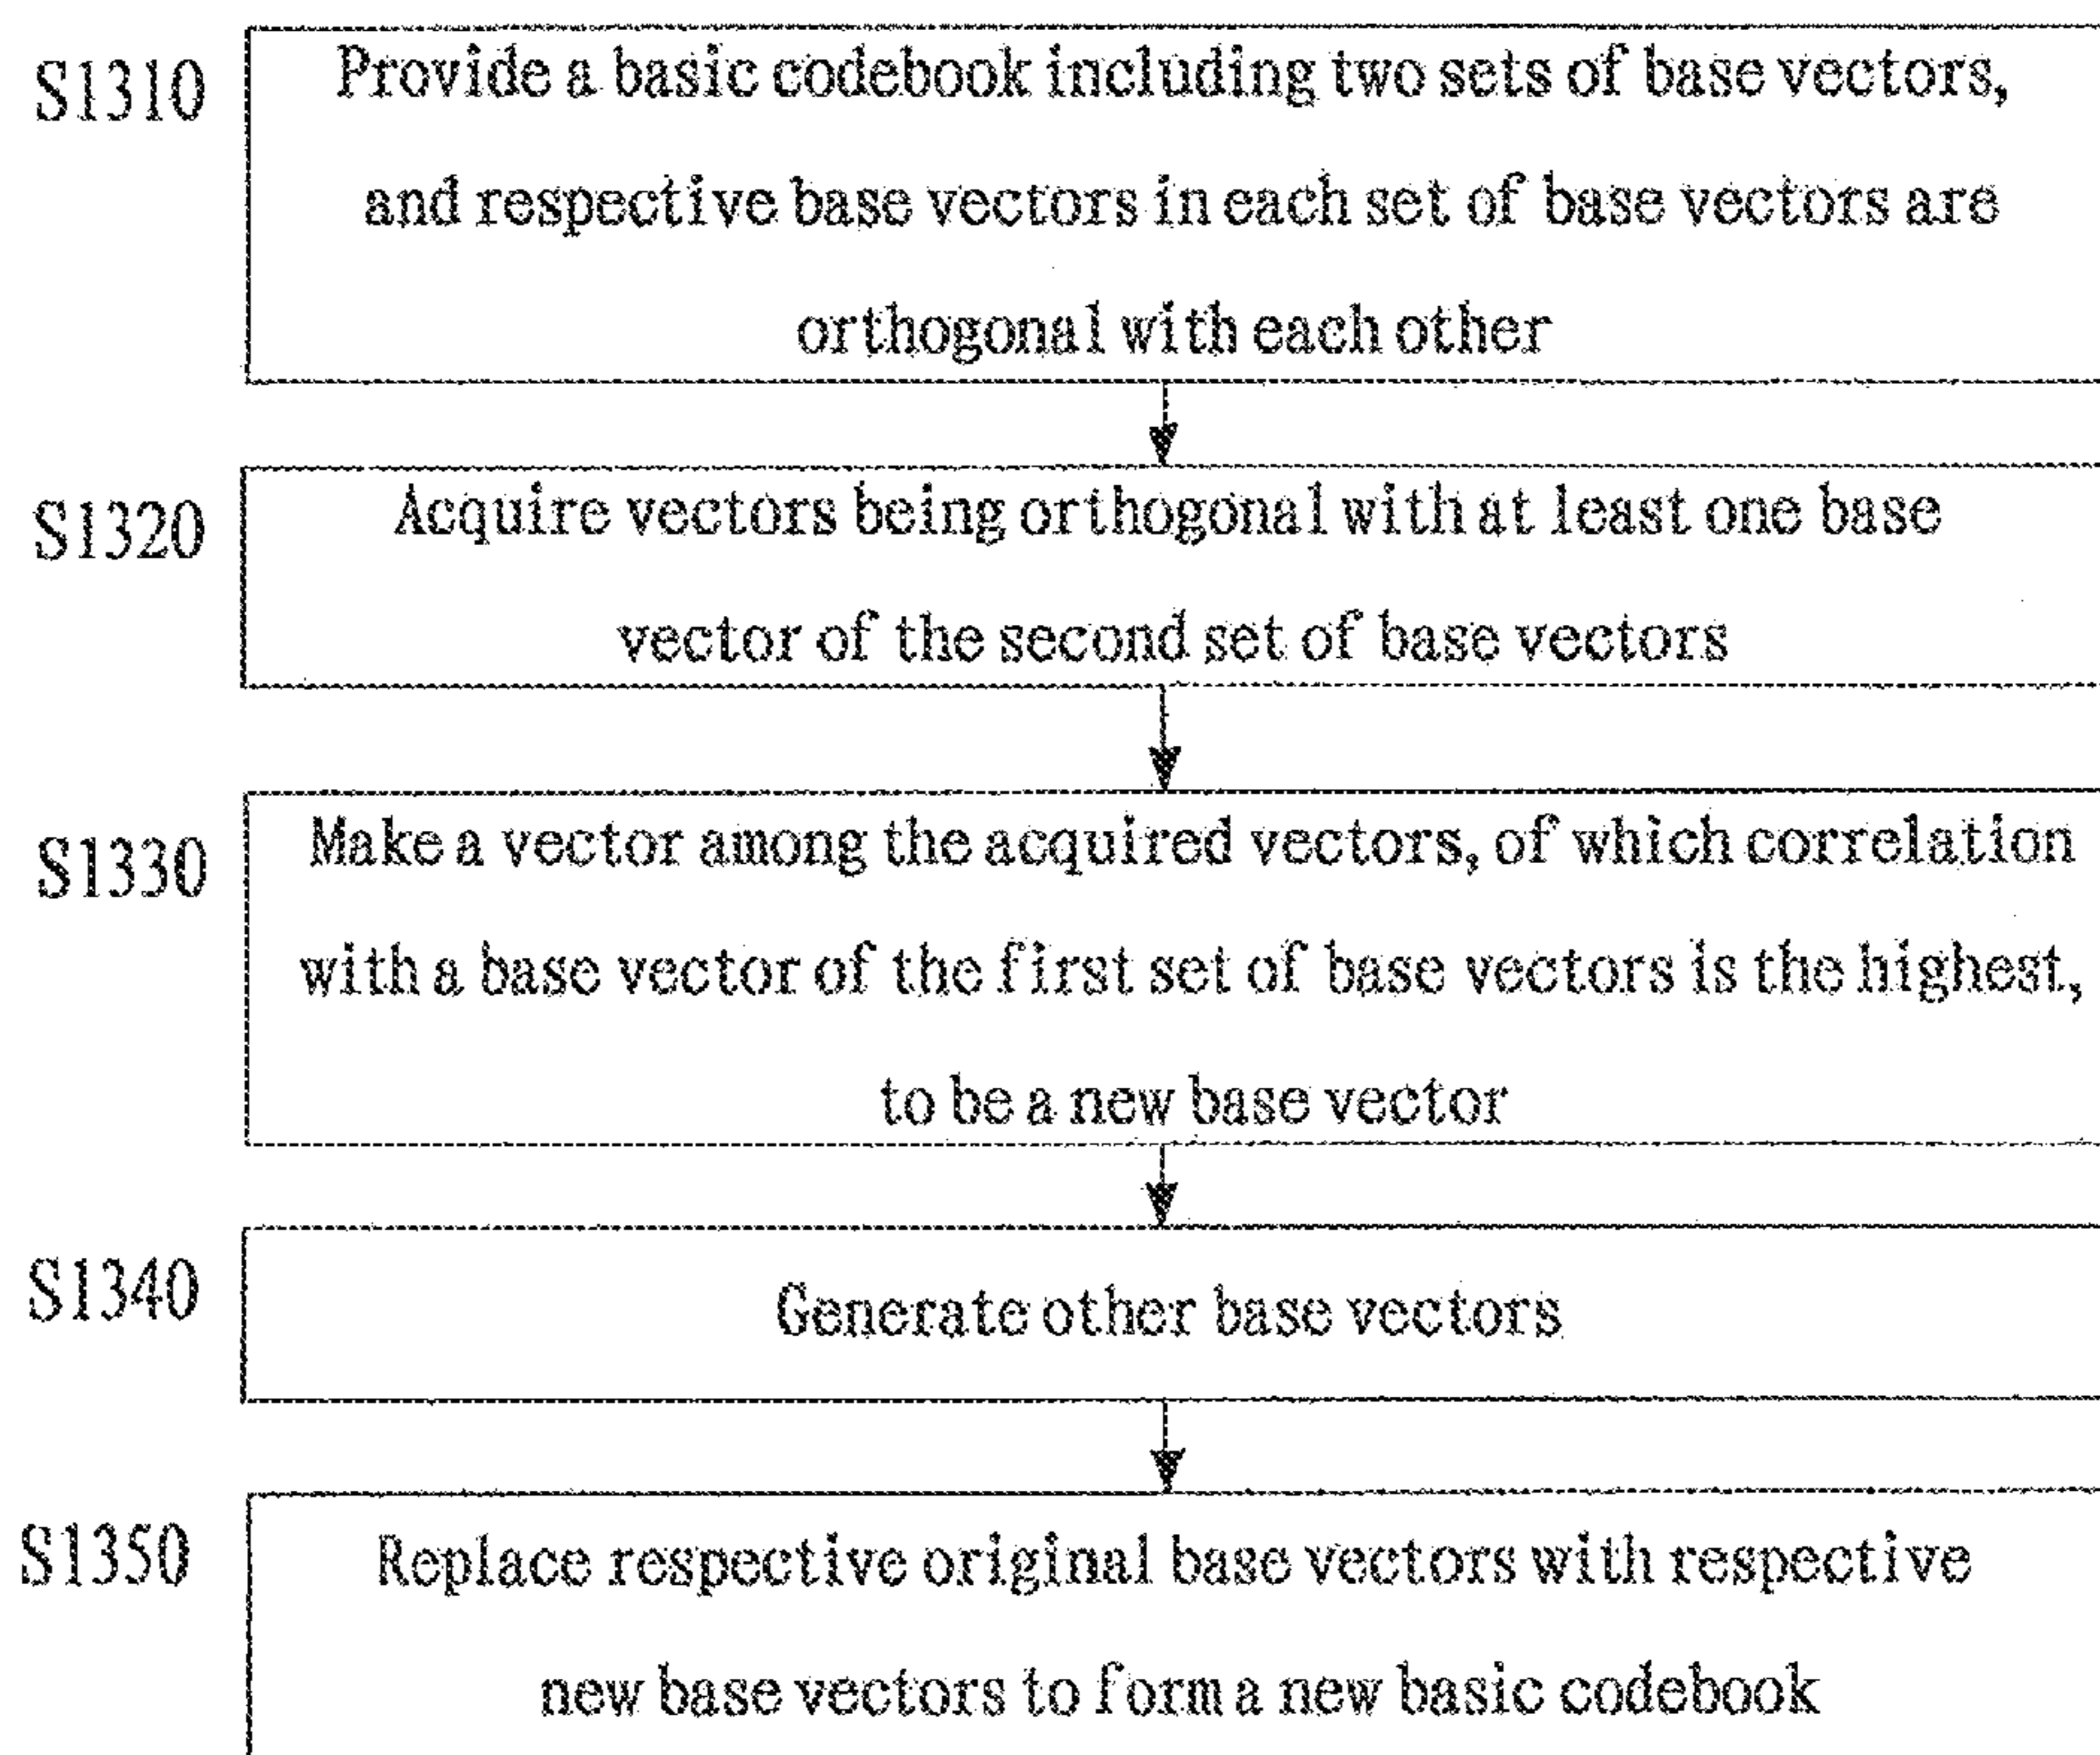 S1310
Provide a basic codebook including two sets of base vectors,
and respective base vectors in each set of base vectors are
orthogonal with each other
S1320
Acquire vectors being orthogonal with at least one base
vector of the second set of base vectors
S1330
Make a vector among the acquired vectors, of which correlation
with a base vector of the first set of base vectors is the highest,
to be a new base vector
S1340
Generate other base vectors
S1350
Replace respective original base vectors with respective
new base vectors to form a new basic codebook